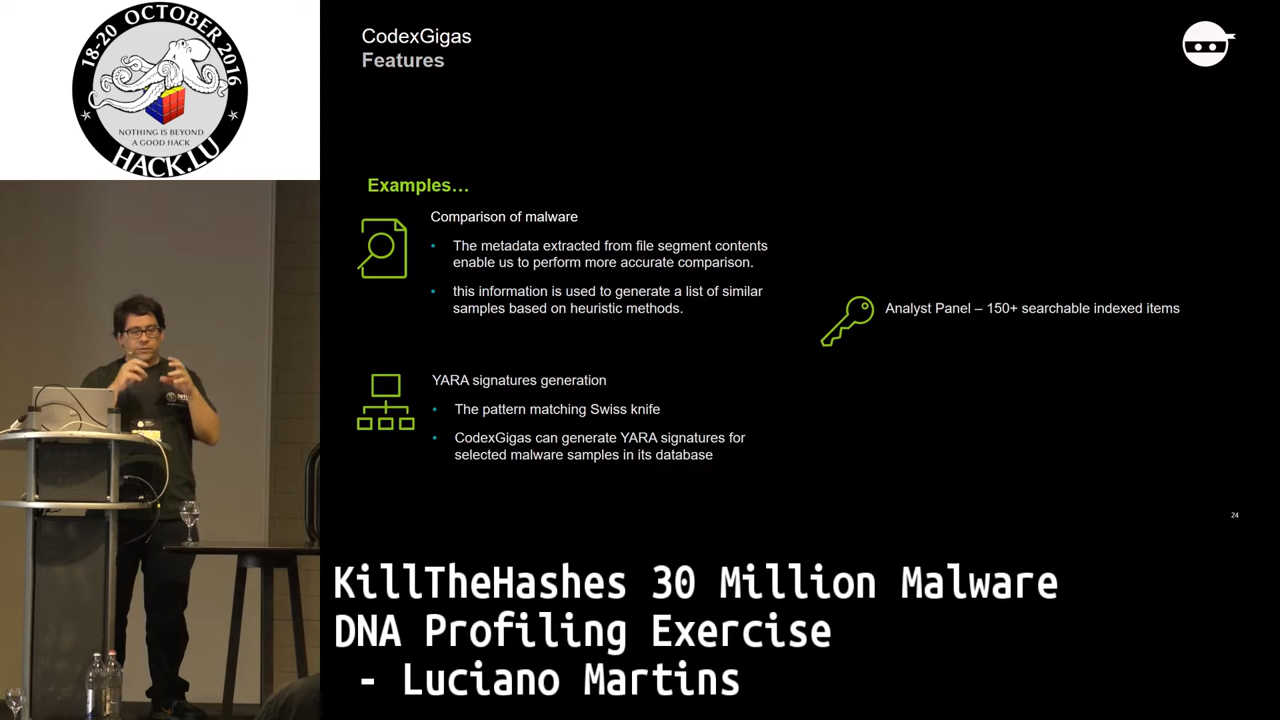 18-20 OCTOBER 2016
NOTHING IS BEYOND
A GOOD HACK
HACK.LU
CodexGigas
Features
Examples…
Comparison of malware
• The metadata extracted from file segment contents
enable us to perform more accurate comparison.
• this information is used to generate a list of similar
samples based on heuristic methods.
YARA signatures generation
• The pattern matching Swiss knife
• CodexGigas can generate YARA signatures for
selected malware samples in its database
Analyst Panel – 150+ searchable indexed items
24
KillTheHashes 30 Million Malware
DNA Profiling Exercise
- Luciano Martins